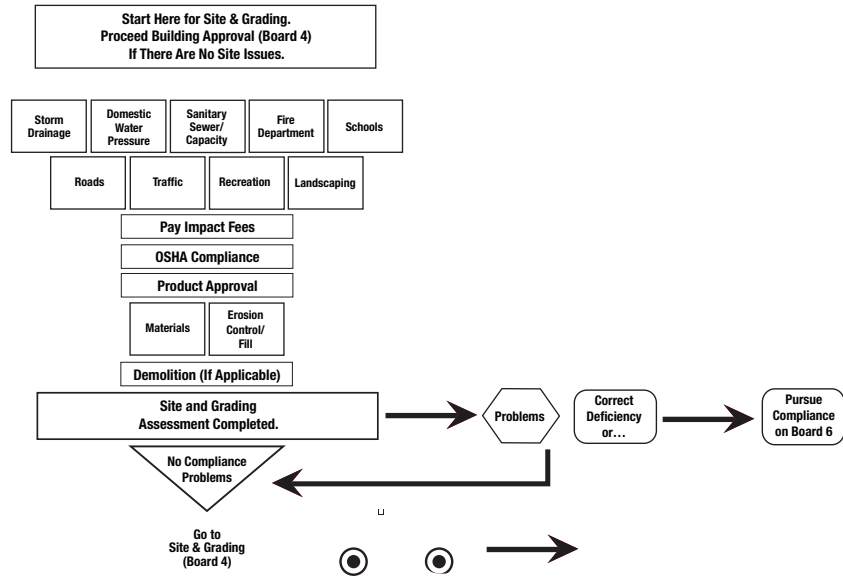 Start Here for Site & Grading.
Proceed Building Approval (Board 4)
If There Are No Site Issues.
Storm
Drainage
Domestic
Water
Pressure
Sanitary
Sewer/
Capacity
Fire
Department
Schools
Roads
Traffic
Recreation
Landscaping
Pay Impact Fees
OSHA Compliance
Product Approval
Materials
Erosion
Control/
Fill
Demolition (If Applicable)
Site and Grading
Assessment Completed.
Problems
Correct
Deficiency
or…
Pursue
Compliance
on Board 6
No Compliance
Problems
Go to
Site & Grading
(Board 4)